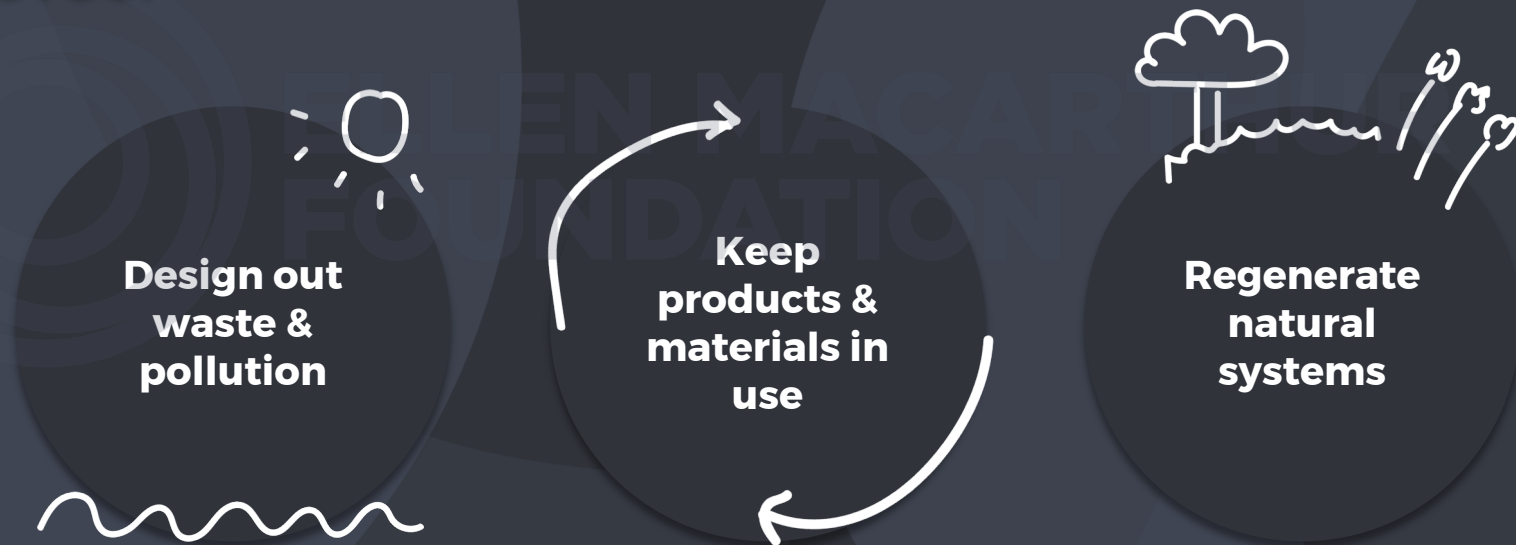 ELLEN MACARTHUR
FOUNDATION
Design out
waste &
pollution
Keep
products &
materials in
use
Regenerate
natural
systems